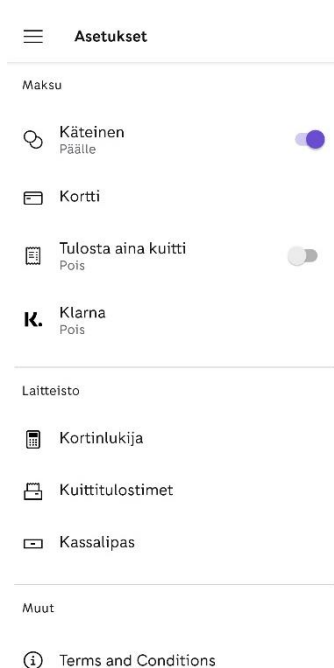 Asetukset
Maksu
Käteinen
Päälle
Kortti
Tulosta aina kuitti
Pois
K.
Klarna
Pois
Laitteisto
Kortinlukija
Kuittitulostimet
Kassalipas
Muut
Terms and Conditions